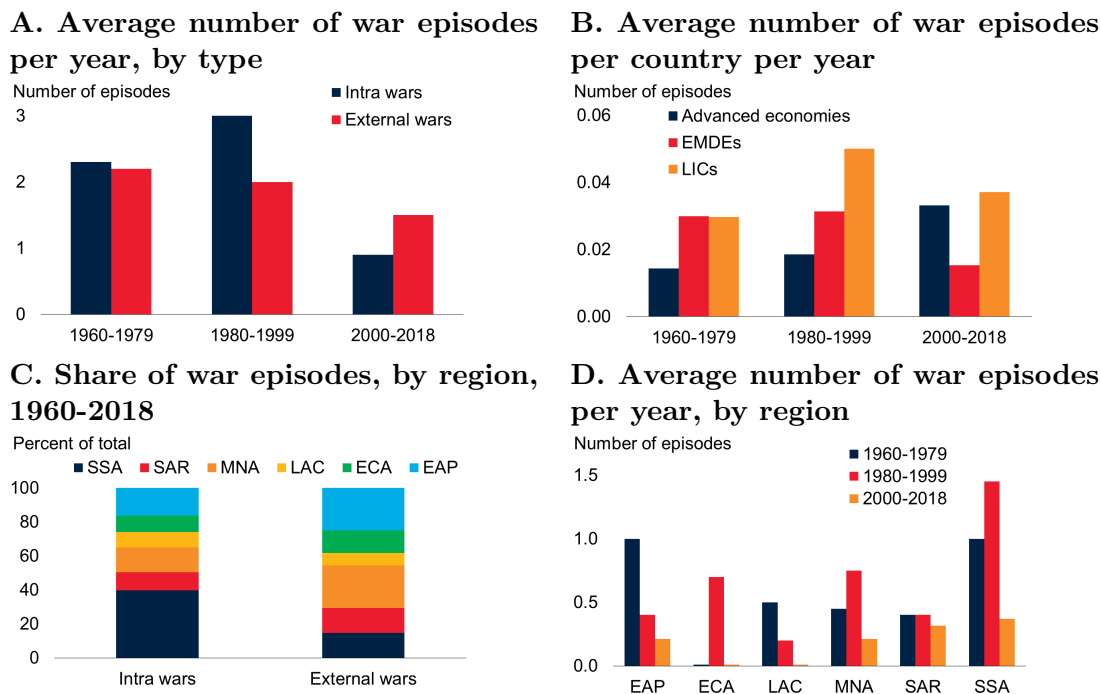 A. Average number of war episodes
per year, by type
Number of episodes
Intra wars
External wars
3
2
1
0
1960-1979 1980-1999 2000-2018
B. Average number of war episodes
per country per year
Number of episodes
Advanced economies
EMDEs
LICs
0.06
0.04
0.02
0.00
1960-1979 1980-1999 2000-2018
C. Share of war episodes, by region,
1960-2018
Percent of total
SSA SAR MNA LAC ECA EAP
100
80
60
40
20
0
Intra wars External wars
D. Average number of war episodes
per year, by region
Number of episodes
1960-1979
1980-1999
2000-2018
1.5
1.0
0.5
0.0
EAP ECA LAC MNA SAR SSA